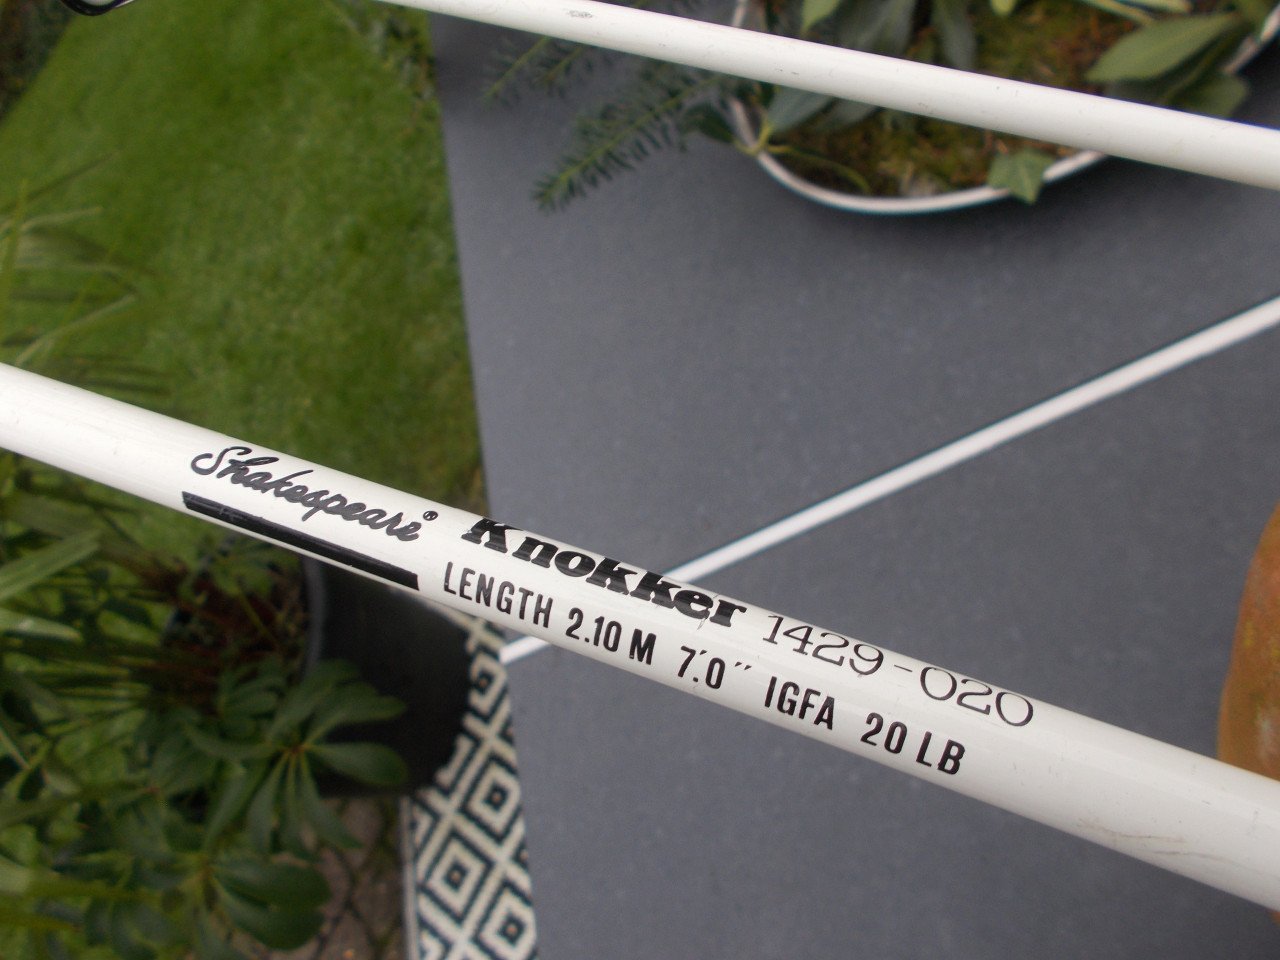 Shakespeare® Knokker 1429-020
LENGTH 2.10 M 7'.0" IGFA 20 LB